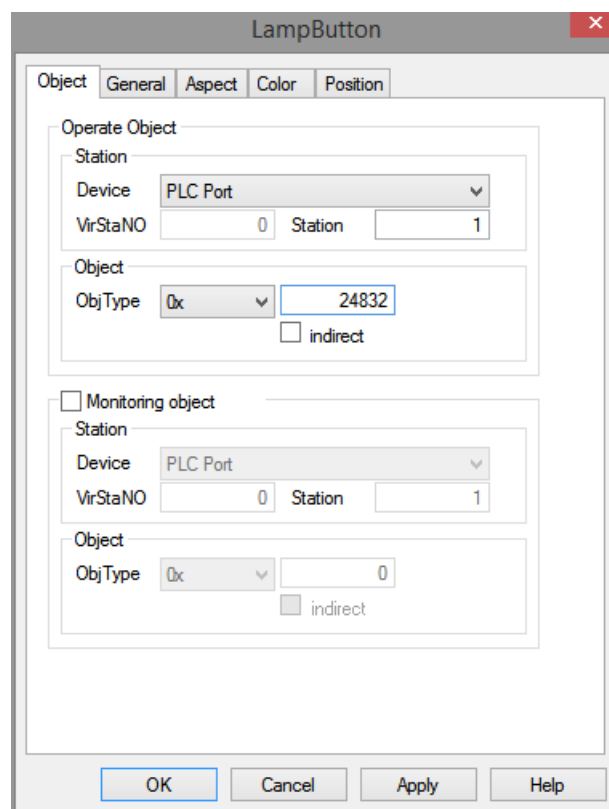 LampButton
Object General Aspect Color Position
Operate Object
Station
Device PLC Port
VirStaNO 0 Station 1
Object
ObjType 0x 24832
indirect
Monitoring object
Station
Device PLC Port
VirStaNO 0 Station 1
Object
ObjType 0x 0
indirect
OK Cancel Apply Help